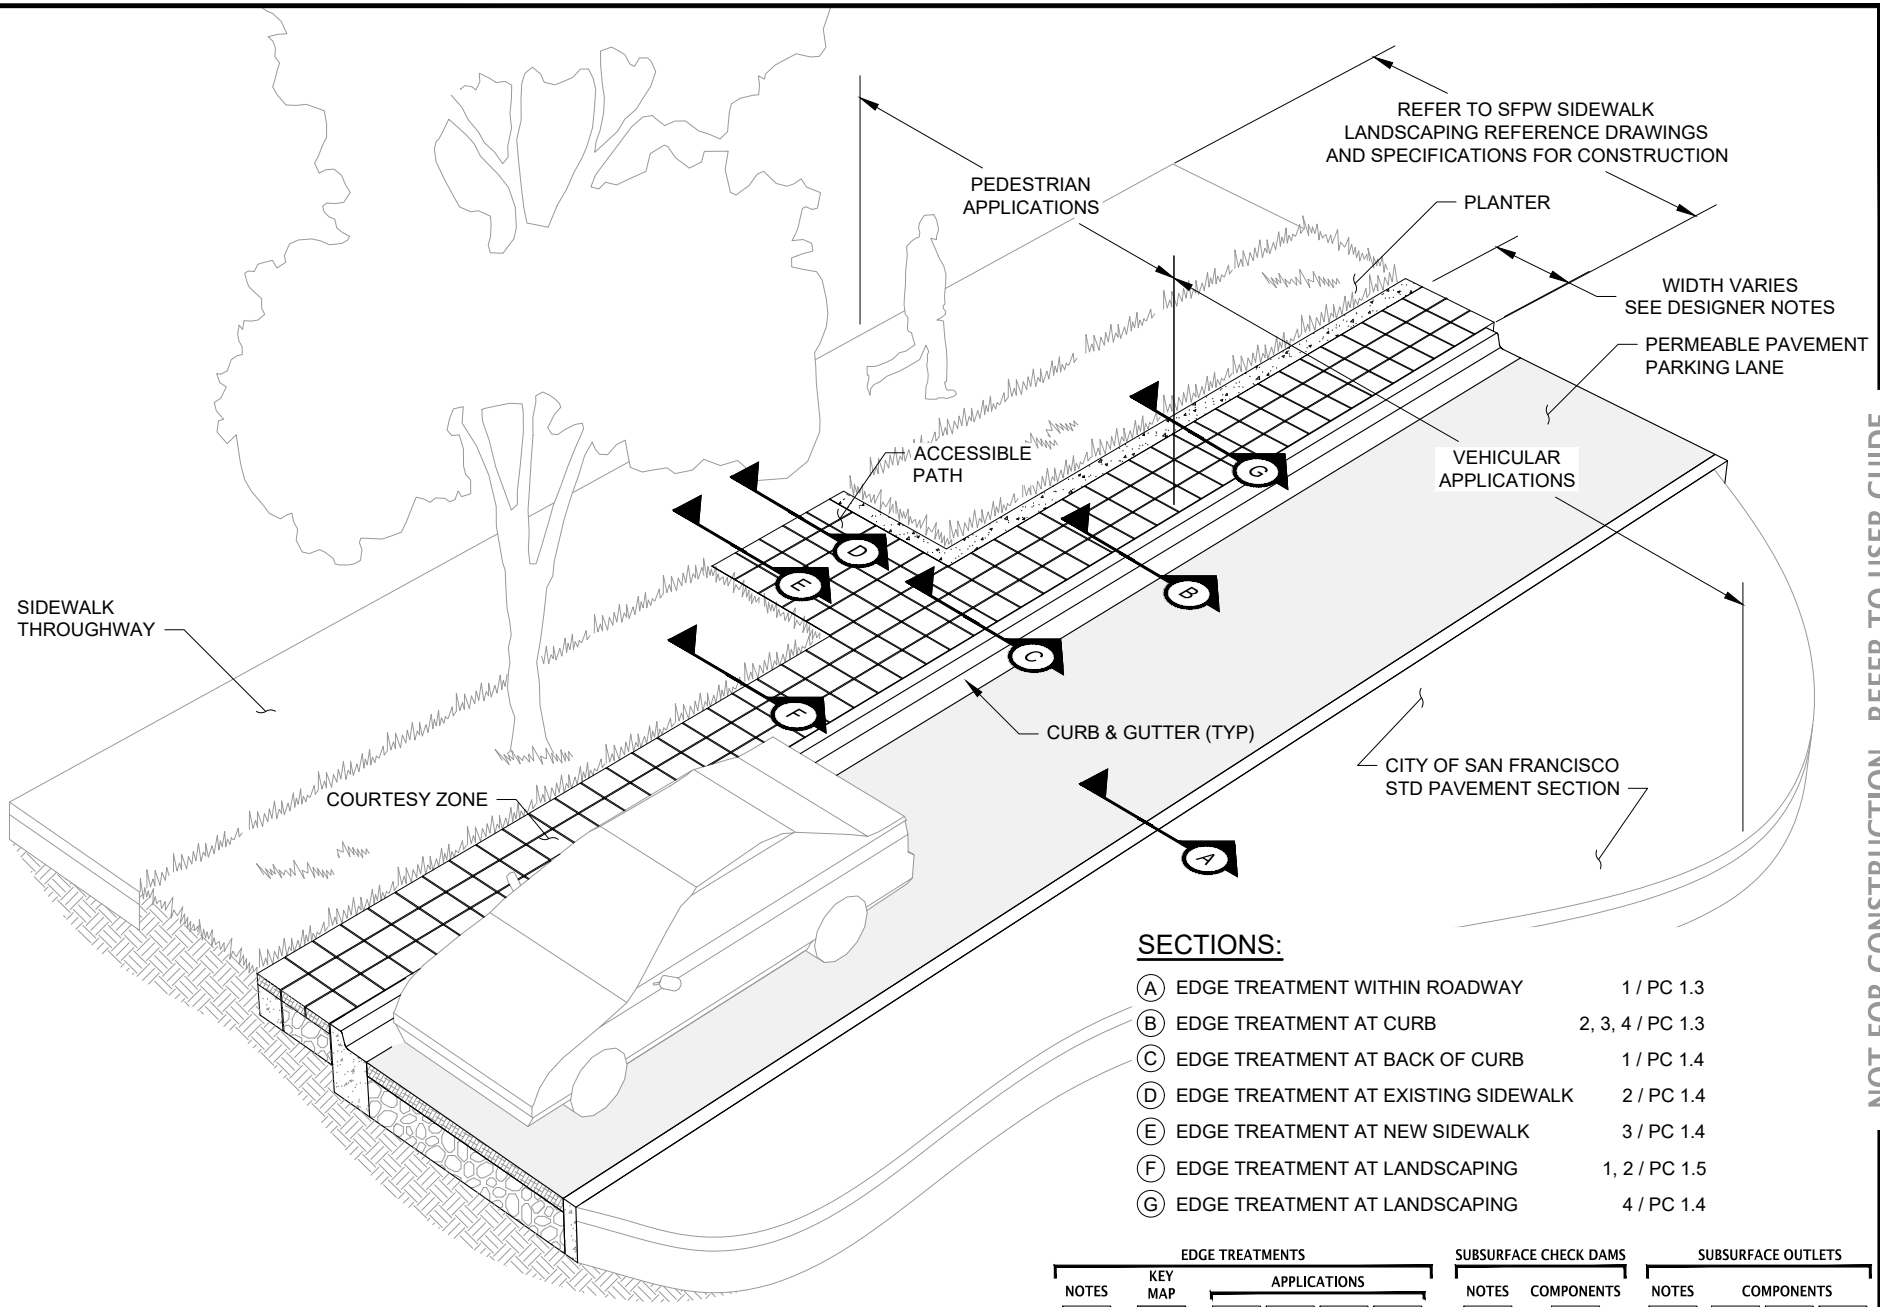 REFER TO SFPW SIDEWALK
LANDSCAPING REFERENCE DRAWINGS
AND SPECIFICATIONS FOR CONSTRUCTION
PEDESTRIAN
APPLICATIONS
PLANTER
WIDTH VARIES
SEE DESIGNER NOTES
PERMEABLE PAVEMENT
PARKING LANE
ACCESSIBLE
PATH
VEHICULAR
APPLICATIONS
G
D
E
B
C
F
A
SIDEWALK
THROUGHWAY
CURB & GUTTER (TYP)
CITY OF SAN FRANCISCO
STD PAVEMENT SECTION
COURTESY ZONE
SECTIONS:
A EDGE TREATMENT WITHIN ROADWAY 1 / PC 1.3
B EDGE TREATMENT AT CURB 2, 3, 4 / PC 1.3
C EDGE TREATMENT AT BACK OF CURB 1 / PC 1.4
D EDGE TREATMENT AT EXISTING SIDEWALK 2 / PC 1.4
E EDGE TREATMENT AT NEW SIDEWALK 3 / PC 1.4
F EDGE TREATMENT AT LANDSCAPING 1, 2 / PC 1.5
G EDGE TREATMENT AT LANDSCAPING 4 / PC 1.4
EDGE TREATMENTS
NOTES
KEY
MAP
APPLICATIONS
SUBSURFACE CHECK DAMS
NOTES COMPONENTS
SUBSURFACE OUTLETS
NOTES COMPONENTS
NOT FOR CONSTRUCTION REFER TO USER GUIDE